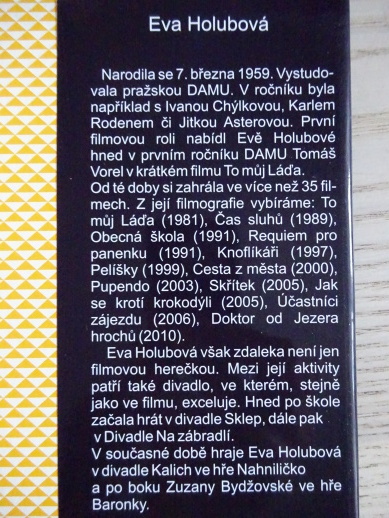 Eva Holubová
Narodila se 7. března 1959. Vystudo-
vala pražskou DAMU. V ročníku byla
například s Ivanou Chýlkovou, Karlem
Rodenem či Jitkou Asterovou. První
filmovou roli nabídl Evě Holubové
hned v prvním ročníku DAMU Tomáš
Vorel v krátkém filmu To můj Láďa.
Od té doby si zahrála ve více než 35 fil-
mech. Z její filmografie vybíráme: To
můj Láďa (1981), Čas sluhů (1989),
Obecná škola (1991), Requiem pro
panenku (1991), Knoflíkáři (1997),
Pelíšky (1999), Cesta z města (2000),
Pupendo (2003), Skřítek (2005), Jak
se krotí krokodýli (2005), Účastníci
zájezdu (2006), Doktor od Jezera
hrochů (2010).
Eva Holubová však zdaleka není jen
filmovou herečkou. Mezi její aktivity
patří také divadlo, ve kterém, stejně
jako ve filmu, exceluje. Hned po škole
začala hrát v divadle Sklep, dále pak
v Divadle Na zábradlí.
V současné době hraje Eva Holubová
v divadle Kalich ve hře Nahniličko
a po boku Zuzany Bydžovské ve hře
Baronky.